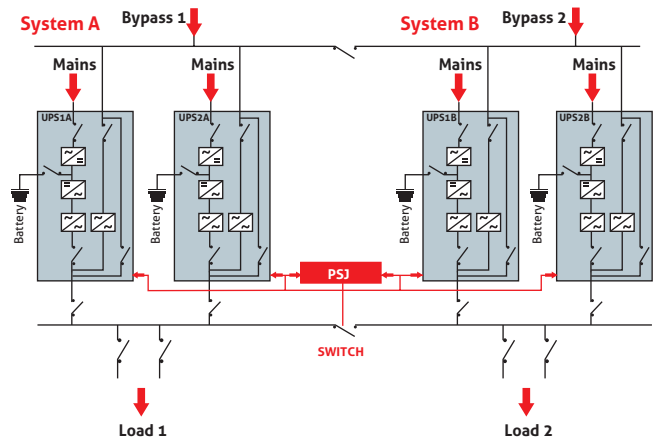 System A
Bypass 1
System B
Bypass 2
Mains
Mains
Mains
Mains
UPS1A
UPS2A
UPS1B
UPS2B
Battery
Battery
Battery
Battery
PSJ
SWITCH
Load 1
Load 2